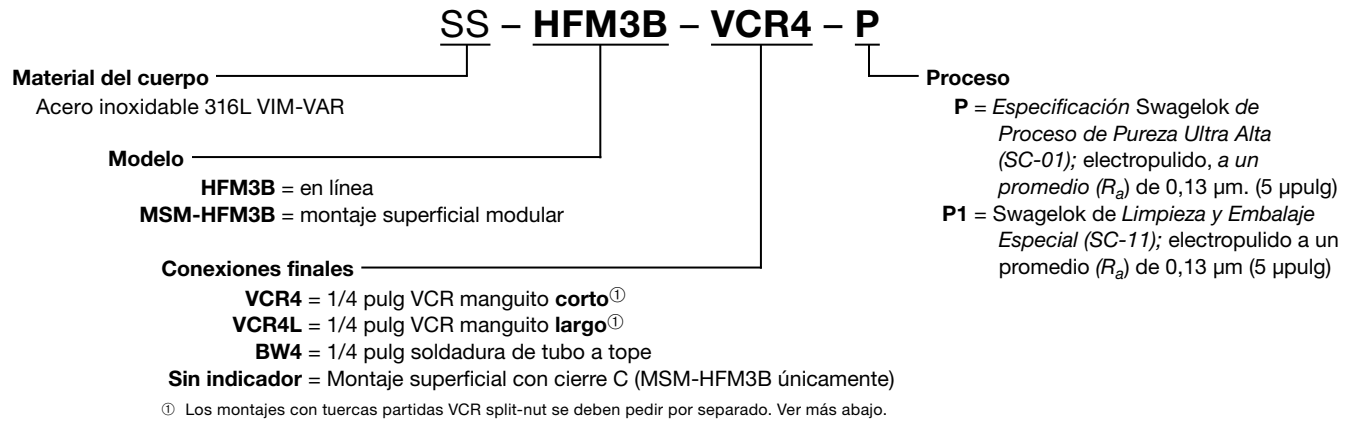 SS – HFM3B – VCR4 – P
Material del cuerpo
Acero inoxidable 316L VIM-VAR
Modelo
HFM3B = en línea
MSM-HFM3B = montaje superficial modular
Conexiones finales
VCR4 = 1/4 pulg VCR manguito corto①
VCR4L = 1/4 pulg VCR manguito largo①
BW4 = 1/4 pulg soldadura de tubo a tope
Sin indicador = Montaje superficial con cierre C (MSM-HFM3B únicamente)
① Los montajes con tuercas partidas VCR split-nut se deben pedir por separado. Ver más abajo.
Proceso
P = Especificación Swagelok de
Proceso de Pureza Ultra Alta
(SC-01); electropulido, a un
promedio (Ra) de 0,13 µm. (5 µpulg)
P1 = Swagelok de Limpieza y Embalaje
Especial (SC-11); electropulido a un
promedio (Ra) de 0,13 µm (5 µpulg)